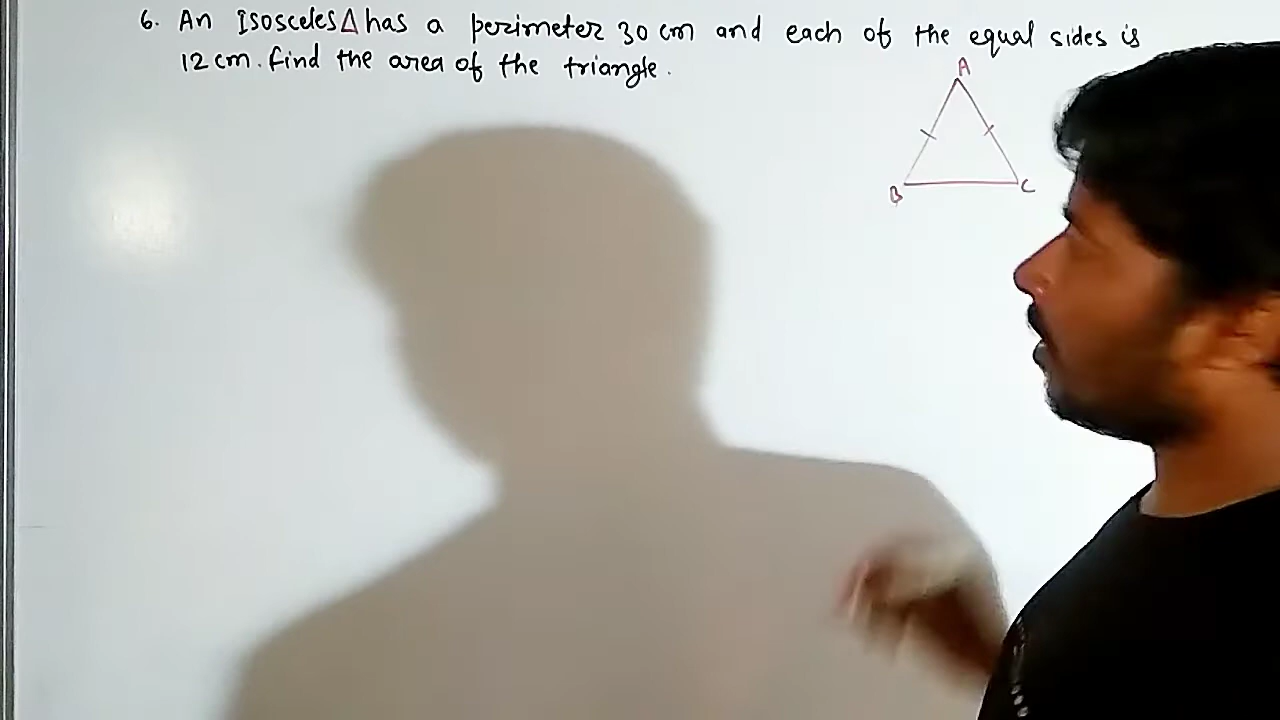 6. An Isosceles Δ has a perimeter 30 cm and each of the equal sides is
12 cm. find the area of the triangle.
A
B
C